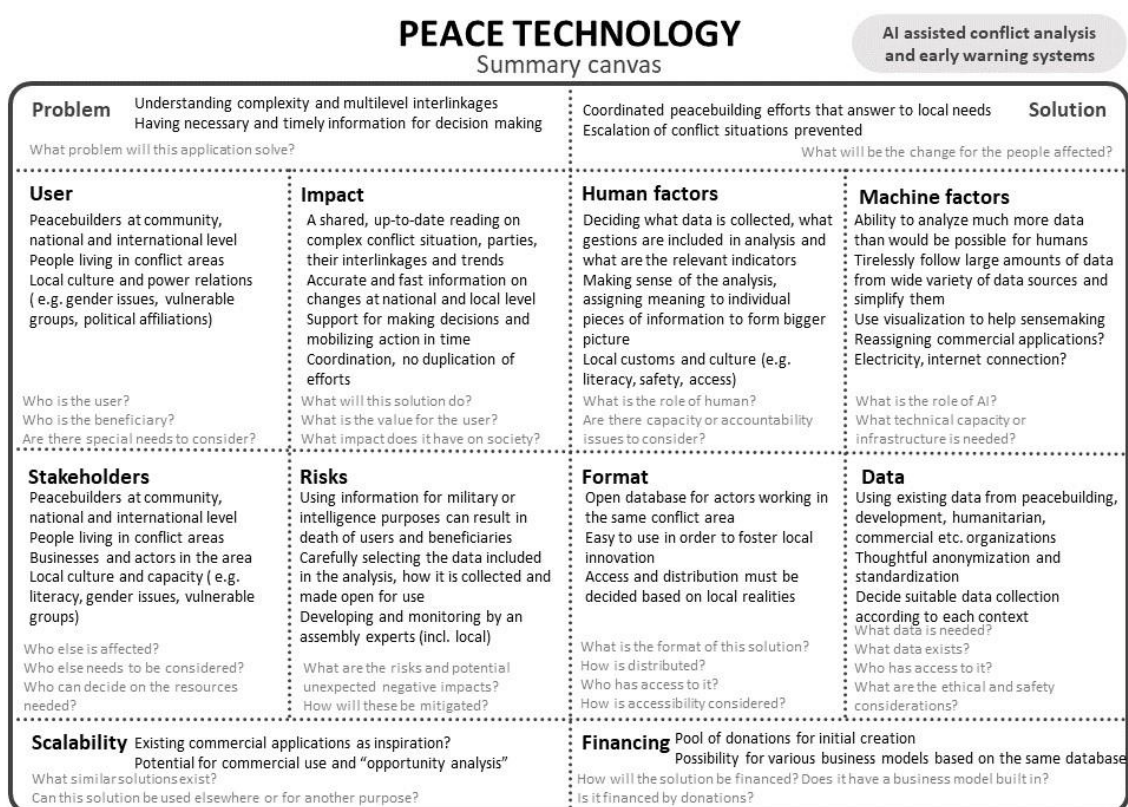 PEACE TECHNOLOGY
Summary canvas
AI assisted conflict analysis
and early warning systems
Problem
Understanding complexity and multilevel interlinkages
Having necessary and timely information for decision making
What problem will this application solve?
Coordinated peacebuilding efforts that answer to local needs
Escalation of conflict situations prevented
Solution
What will be the change for the people affected?
User
Peacebuilders at community,
national and international level
People living in conflict areas
Local culture and power relations
( e.g. gender issues, vulnerable
groups, political affiliations)
Who is the user?
Who is the beneficiary?
Are there special needs to consider?
Impact
A shared, up-to-date reading on
complex conflict situation, parties,
their interlinkages and trends
Accurate and fast information on
changes at national and local level
Support for making decisions and
mobilizing action in time
Coordination, no duplication of
efforts
What will this solution do?
What is the value for the user?
What impact does it have on society?
Human factors
Deciding what data is collected, what
gestions are included in analysis and
what are the relevant indicators
Making sense of the analysis,
assigning meaning to individual
pieces of information to form bigger
picture
Local customs and culture (e.g.
literacy, safety, access)
What is the role of human?
Are there capacity or accountability
issues to consider?
Machine factors
Ability to analyze much more data
than would be possible for humans
Tirelessly follow large amounts of data
from wide variety of data sources and
simplify them
Use visualization to help sensemaking
Reassigning commercial applications?
Electricity, internet connection?
What is the role of AI?
What technical capacity or
infrastructure is needed?
Stakeholders
Peacebuilders at community,
national and international level
People living in conflict areas
Businesses and actors in the area
Local culture and capacity ( e.g.
literacy, gender issues, vulnerable
groups)
Who else is affected?
Who else needs to be considered?
Who can decide on the resources
needed?
Risks
Using information for military or
intelligence purposes can result in
death of users and beneficiaries
Carefully selecting the data included
in the analysis, how it is collected and
made open for use
Developing and monitoring by an
assembly experts (incl. local)
What are the risks and potential
unexpected negative impacts?
How will these be mitigated?
Format
Open database for actors working in
the same conflict area
Easy to use in order to foster local
innovation
Access and distribution must be
decided based on local realities
What is the format of this solution?
How is distributed?
Who has access to it?
How is accessibility considered?
Data
Using existing data from peacebuilding,
development, humanitarian,
commercial etc. organizations
Thoughtful anonymization and
standardization
Decide suitable data collection
according to each context
What data is needed?
What data exists?
Who has access to it?
What are the ethical and safety
considerations?
Scalability
Existing commercial applications as inspiration?
Potential for commercial use and “opportunity analysis”
What similar solutions exist?
Can this solution be used elsewhere or for another purpose?
Financing
Pool of donations for initial creation
Possibility for various business models based on the same database
How will the solution be financed? Does it have a business model built in?
Is it financed by donations?